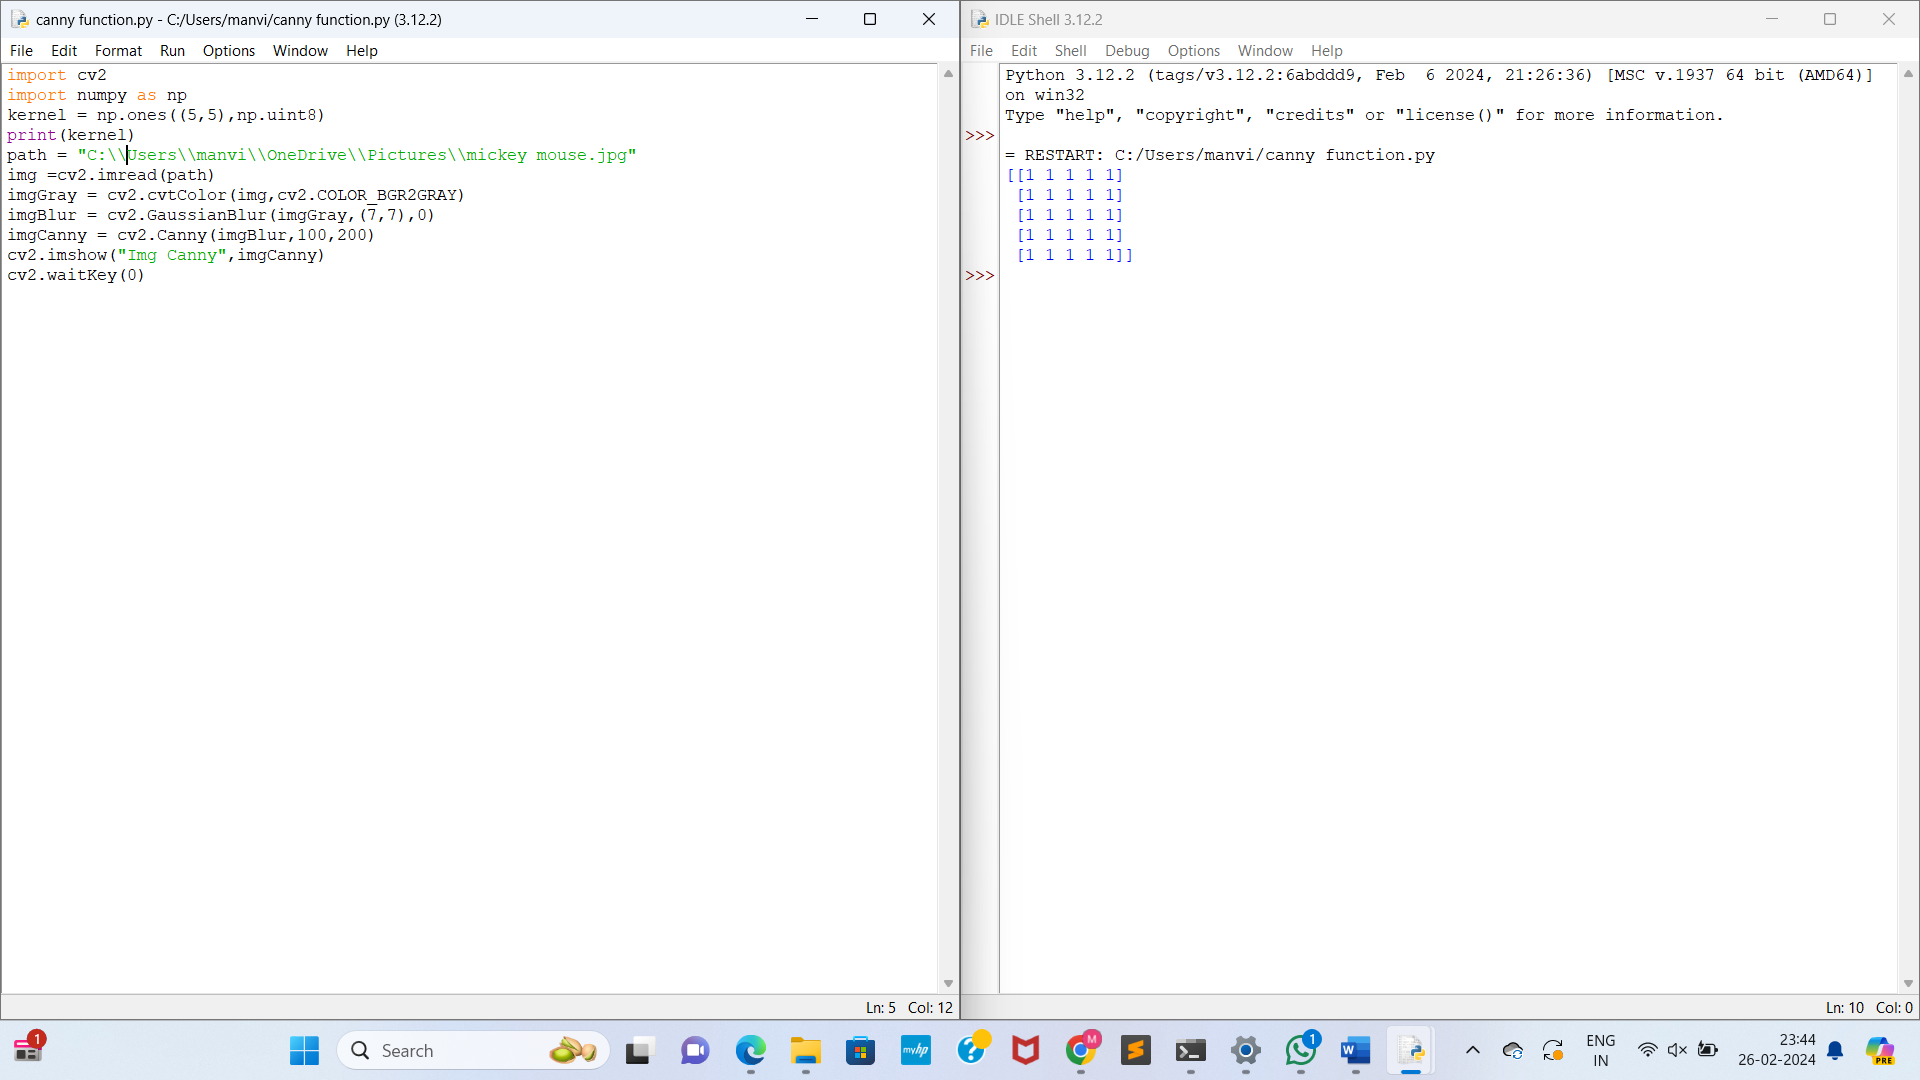 canny function.py - C:/Users/manvi/canny function.py (3.12.2)
File Edit Format Run Options Window Help
import cv2
import numpy as np
kernel = np.ones((5,5),np.uint8)
print(kernel)
path = "C:\\Users\\manvi\\OneDrive\\Pictures\\mickey mouse.jpg"
img =cv2.imread(path)
imgGray = cv2.cvtColor(img,cv2.COLOR_BGR2GRAY)
imgBlur = cv2.GaussianBlur(imgGray,(7,7),0)
imgCanny = cv2.Canny(imgBlur,100,200)
cv2.imshow("Img Canny",imgCanny)
cv2.waitKey(0)
Ln: 5 Col: 12
IDLE Shell 3.12.2
File Edit Shell Debug Options Window Help
Python 3.12.2 (tags/v3.12.2:6abddd9, Feb  6 2024, 21:26:36) [MSC v.1937 64 bit (AMD64)]
on win32
Type "help", "copyright", "credits" or "license()" for more information.
>>>
= RESTART: C:/Users/manvi/canny function.py
[[1 1 1 1 1]
 [1 1 1 1 1]
 [1 1 1 1 1]
 [1 1 1 1 1]
 [1 1 1 1 1]]
>>>
Ln: 10 Col: 0
1
Search
myhp
?
M
S
1
W
ENG
IN
23:44
26-02-2024
PRE